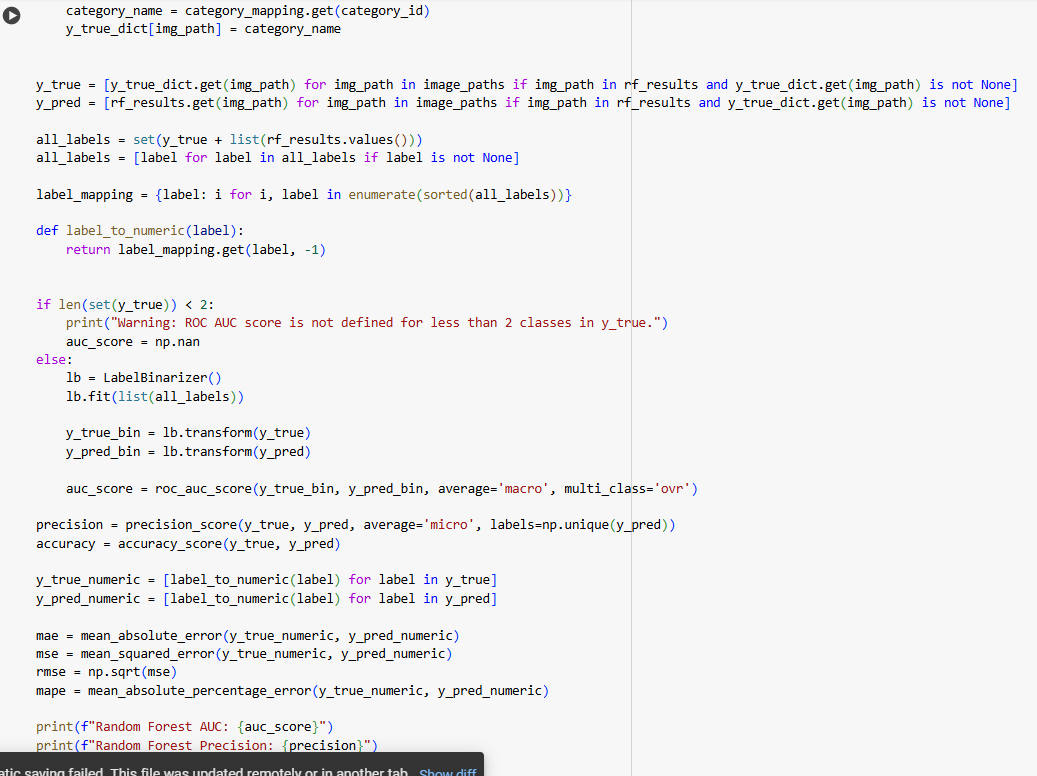 category_name = category_mapping.get(category_id)
y_true_dict[img_path] = category_name
y_true = [y_true_dict.get(img_path) for img_path in image_paths if img_path in rf_results and y_true_dict.get(img_path) is not None]
y_pred = [rf_results.get(img_path) for img_path in image_paths if img_path in rf_results and y_true_dict.get(img_path) is not None]
all_labels = set(y_true + list(rf_results.values()))
all_labels = [label for label in all_labels if label is not None]
label_mapping = {label: i for i, label in enumerate(sorted(all_labels))}
def label_to_numeric(label):
return label_mapping.get(label, -1)
if len(set(y_true)) < 2:
print("Warning: ROC AUC score is not defined for less than 2 classes in y_true.")
auc_score = np.nan
else:
lb = LabelBinarizer()
lb.fit(list(all_labels))
y_true_bin = lb.transform(y_true)
y_pred_bin = lb.transform(y_pred)
auc_score = roc_auc_score(y_true_bin, y_pred_bin, average='macro', multi_class='ovr')
precision = precision_score(y_true, y_pred, average='micro', labels=np.unique(y_pred))
accuracy = accuracy_score(y_true, y_pred)
y_true_numeric = [label_to_numeric(label) for label in y_true]
y_pred_numeric = [label_to_numeric(label) for label in y_pred]
mae = mean_absolute_error(y_true_numeric, y_pred_numeric)
mse = mean_squared_error(y_true_numeric, y_pred_numeric)
rmse = np.sqrt(mse)
mape = mean_absolute_percentage_error(y_true_numeric, y_pred_numeric)
print(f"Random Forest AUC: {auc_score}")
print(f"Random Forest Precision: {precision}")
atic saving failed. This file was updated remotely or in another tab. Show diff